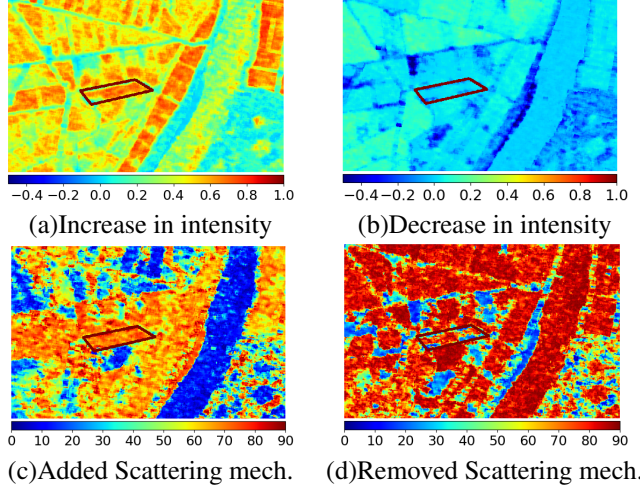 −0.4 −0.2 0.0 0.2 0.4 0.6 0.8 1.0
−0.4 −0.2 0.0 0.2 0.4 0.6 0.8 1.0
(a)Increase in intensity
(b)Decrease in intensity
0 10 20 30 40 50 60 70 80 90
0 10 20 30 40 50 60 70 80 90
(c)Added Scattering mech.
(d)Removed Scattering mech.